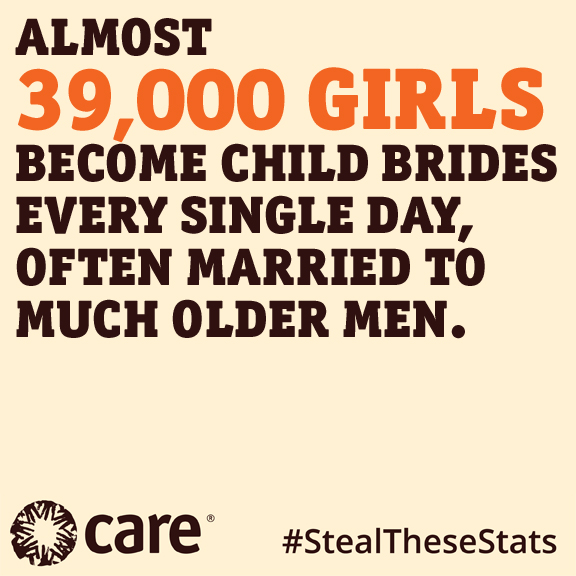 ALMOST
39,000 GIRLS
BECOME CHILD BRIDES
EVERY SINGLE DAY,
OFTEN MARRIED TO
MUCH OLDER MEN.
care®
#StealTheseStats